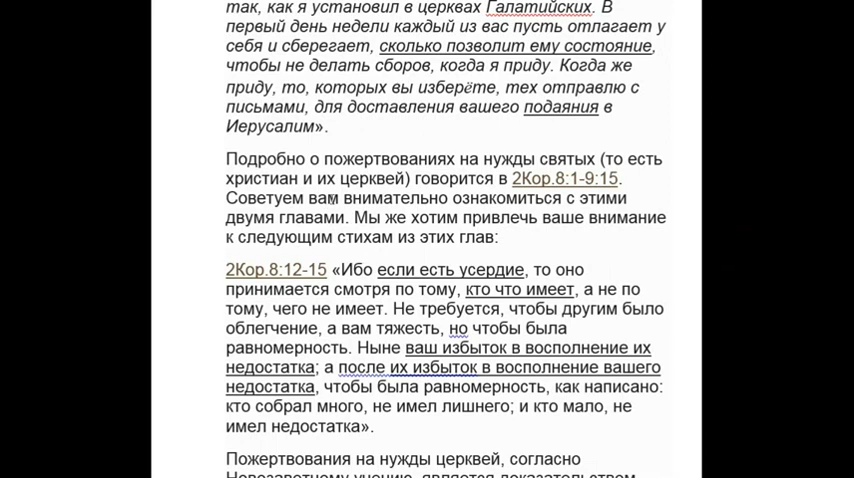 так, как я установил в церквах Галатийских. В
первый день недели каждый из вас пусть отлагает у
себя и сберегает, сколько позволит ему состояние,
чтобы не делать сборов, когда я приду. Когда же
приду, то, которых вы изберёте, тех отправлю с
письмами, для доставления вашего подаяния в
Иерусалим».
Подробно о пожертвованиях на нужды святых (то есть
христиан и их церквей) говорится в 2Кор.8:1-9:15.
Советуем вам внимательно ознакомиться с этими
двумя главами. Мы же хотим привлечь ваше внимание
к следующим стихам из этих глав:
2Кор.8:12-15 «Ибо если есть усердие, то оно
принимается смотря по тому, кто что имеет, а не по
тому, чего не имеет. Не требуется, чтобы другим было
облегчение, а вам тяжесть, но чтобы была
равномерность. Ныне ваш избыток в восполнение их
недостатка; а после их избыток в восполнение вашего
недостатка, чтобы была равномерность, как написано:
кто собрал много, не имел лишнего; и кто мало, не
имел недостатка».
Пожертвования на нужды церквей, согласно
Новозаветному учению, является доказательством